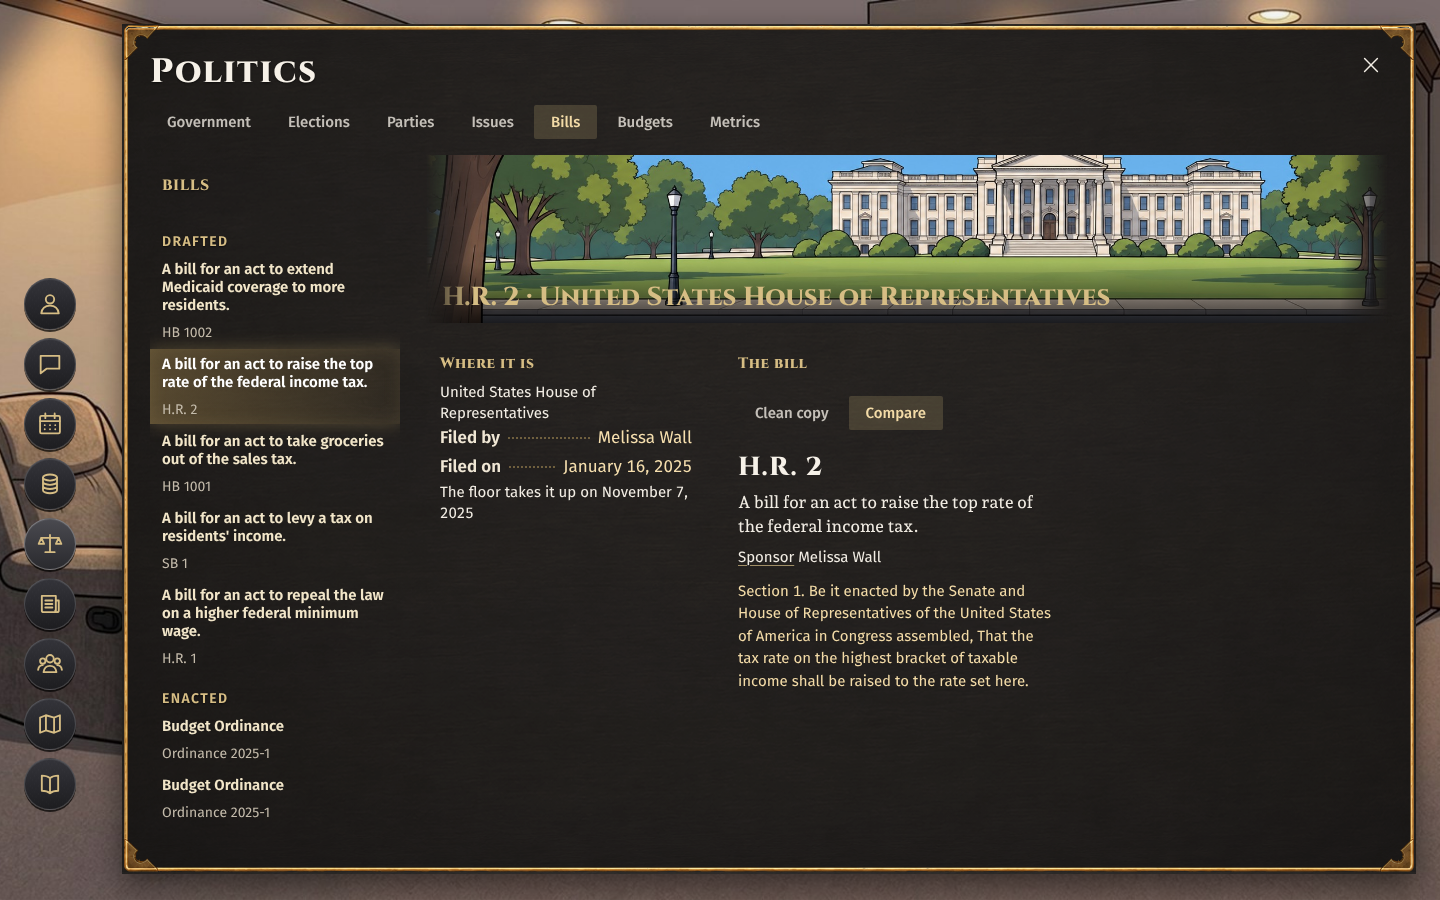 Politics
Government Elections Parties Issues Bills Budgets Metrics
BILLS
DRAFTED
A bill for an act to extend
Medicaid coverage to more
residents.
HB 1002
A bill for an act to raise the top
rate of the federal income tax.
H.R. 2
A bill for an act to take groceries
out of the sales tax.
HB 1001
A bill for an act to levy a tax on
residents' income.
SB 1
A bill for an act to repeal the law
on a higher federal minimum
wage.
H.R. 1
ENACTED
Budget Ordinance
Ordinance 2025-1
Budget Ordinance
Ordinance 2025-1
H.R. 2 · United States House of Representatives
Where it is
United States House of
Representatives
Filed by Melissa Wall
Filed on January 16, 2025
The floor takes it up on November 7,
2025
The bill
Clean copy Compare
H.R. 2
A bill for an act to raise the top rate of
the federal income tax.
Sponsor Melissa Wall
Section 1. Be it enacted by the Senate and
House of Representatives of the United States
of America in Congress assembled, That the
tax rate on the highest bracket of taxable
income shall be raised to the rate set here.